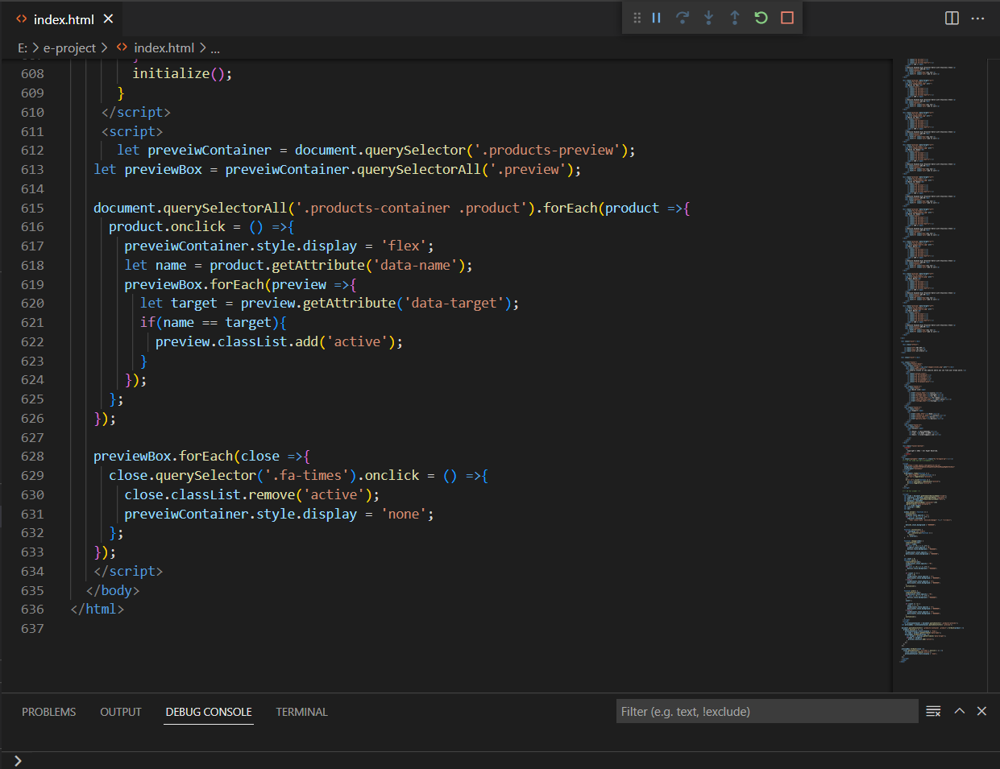 index.html
E: > e-project > index.html > ...
608 initialize();
609 }
610 </script>
611 <script>
612 let preveiwContainer = document.querySelector('.products-preview');
613 let previewBox = preveiwContainer.querySelectorAll('.preview');
614
615 document.querySelectorAll('.products-container .product').forEach(product =>{
616 product.onclick = () =>{
617 preveiwContainer.style.display = 'flex';
618 let name = product.getAttribute('data-name');
619 previewBox.forEach(preview =>{
620 let target = preview.getAttribute('data-target');
621 if(name == target){
622 preview.classList.add('active');
623 }
624 });
625 };
626 });
627
628 previewBox.forEach(close =>{
629 close.querySelector('.fa-times').onclick = () =>{
630 close.classList.remove('active');
631 preveiwContainer.style.display = 'none';
632 };
633 });
634 </script>
635 </body>
636 </html>
637
PROBLEMS OUTPUT DEBUG CONSOLE TERMINAL Filter (e.g. text, !exclude)